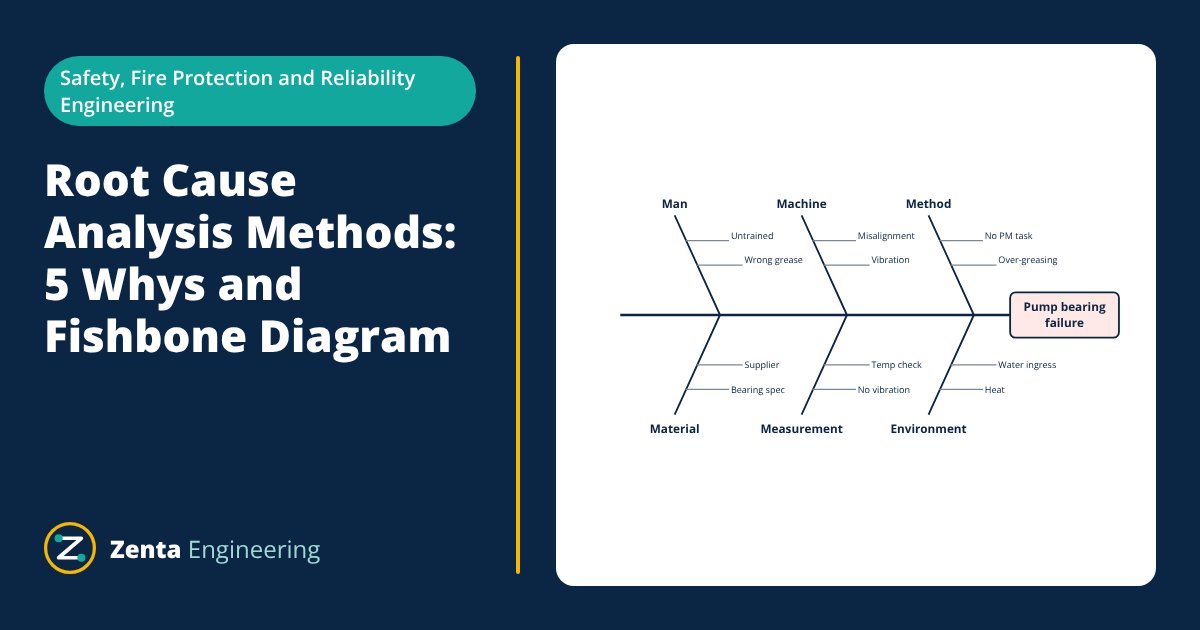 Safety, Fire Protection and Reliability
Engineering
Root Cause
Analysis Methods:
5 Whys and
Fishbone Diagram
Zenta Engineering
Man
Machine
Method
Untrained
Misalignment
No PM task
Wrong grease
Vibration
Over-greasing
Pump bearing
failure
Supplier
Temp check
Water ingress
Bearing spec
No vibration
Heat
Material
Measurement
Environment